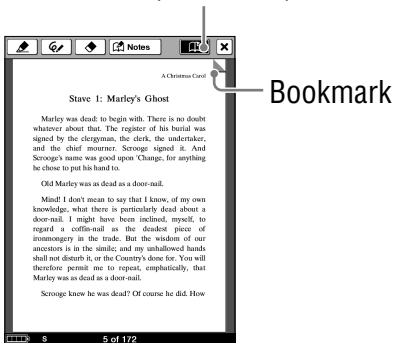 Notes
A Christmas Carol
Bookmark
Stave 1: Marley's Ghost
Marley was dead: to begin with. There is no doubt
whatever about that. The register of his burial was
signed by the clergyman, the clerk, the undertaker,
and the chief mourner. Scrooge signed it. And
Scrooge's name was good upon 'Change, for anything
he chose to put his hand to.
Old Marley was as dead as a door-nail.
Mind! I don't mean to say that I know, of my own
knowledge, what there is particularly dead about a
door-nail. I might have been inclined, myself, to
regard a coffin-nail as the deadest piece of
ironmongery in the trade. But the wisdom of our
ancestors is in the simile; and my unhallowed hands
shall not disturb it, or the Country's done for. You will
therefore permit me to repeat, emphatically, that
Marley was as dead as a door-nail.
Scrooge knew he was dead? Of course he did. How
S
5 of 172